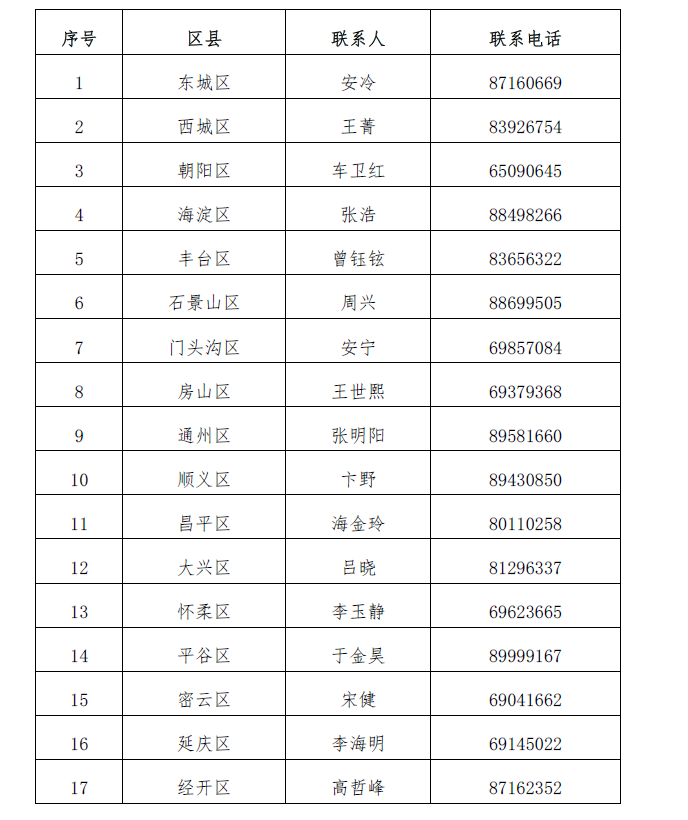 序号 区县 联系人 联系电话
1 东城区 安冷 87160669
2 西城区 王菁 83926754
3 朝阳区 车卫红 65090645
4 海淀区 张浩 88498266
5 丰台区 曾钰铉 83656322
6 石景山区 周兴 88699505
7 门头沟区 安宁 69857084
8 房山区 王世熙 69379368
9 通州区 张明阳 89581660
10 顺义区 卞野 89430850
11 昌平区 海金玲 80110258
12 大兴区 吕晓 81296337
13 怀柔区 李玉静 69623665
14 平谷区 于金昊 89999167
15 密云区 宋健 69041662
16 延庆区 李海明 69145022
17 经开区 高哲峰 87162352